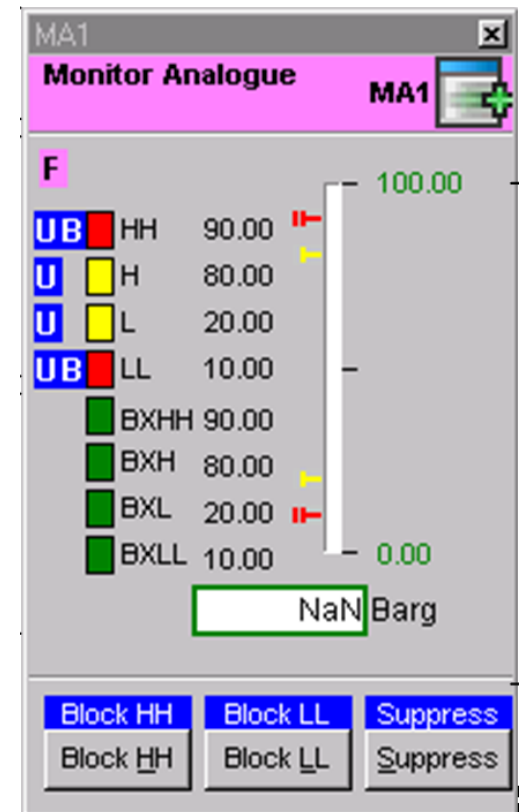 MA1
Monitor Analogue MA1
F 100.00
UB HH 90.00
U H 80.00
U L 20.00
UB LL 10.00
BXHH 90.00
BXH 80.00
BXL 20.00
BXLL 10.00 0.00
NaN Barg
Block HH Block LL Suppress
Block HH Block LL Suppress